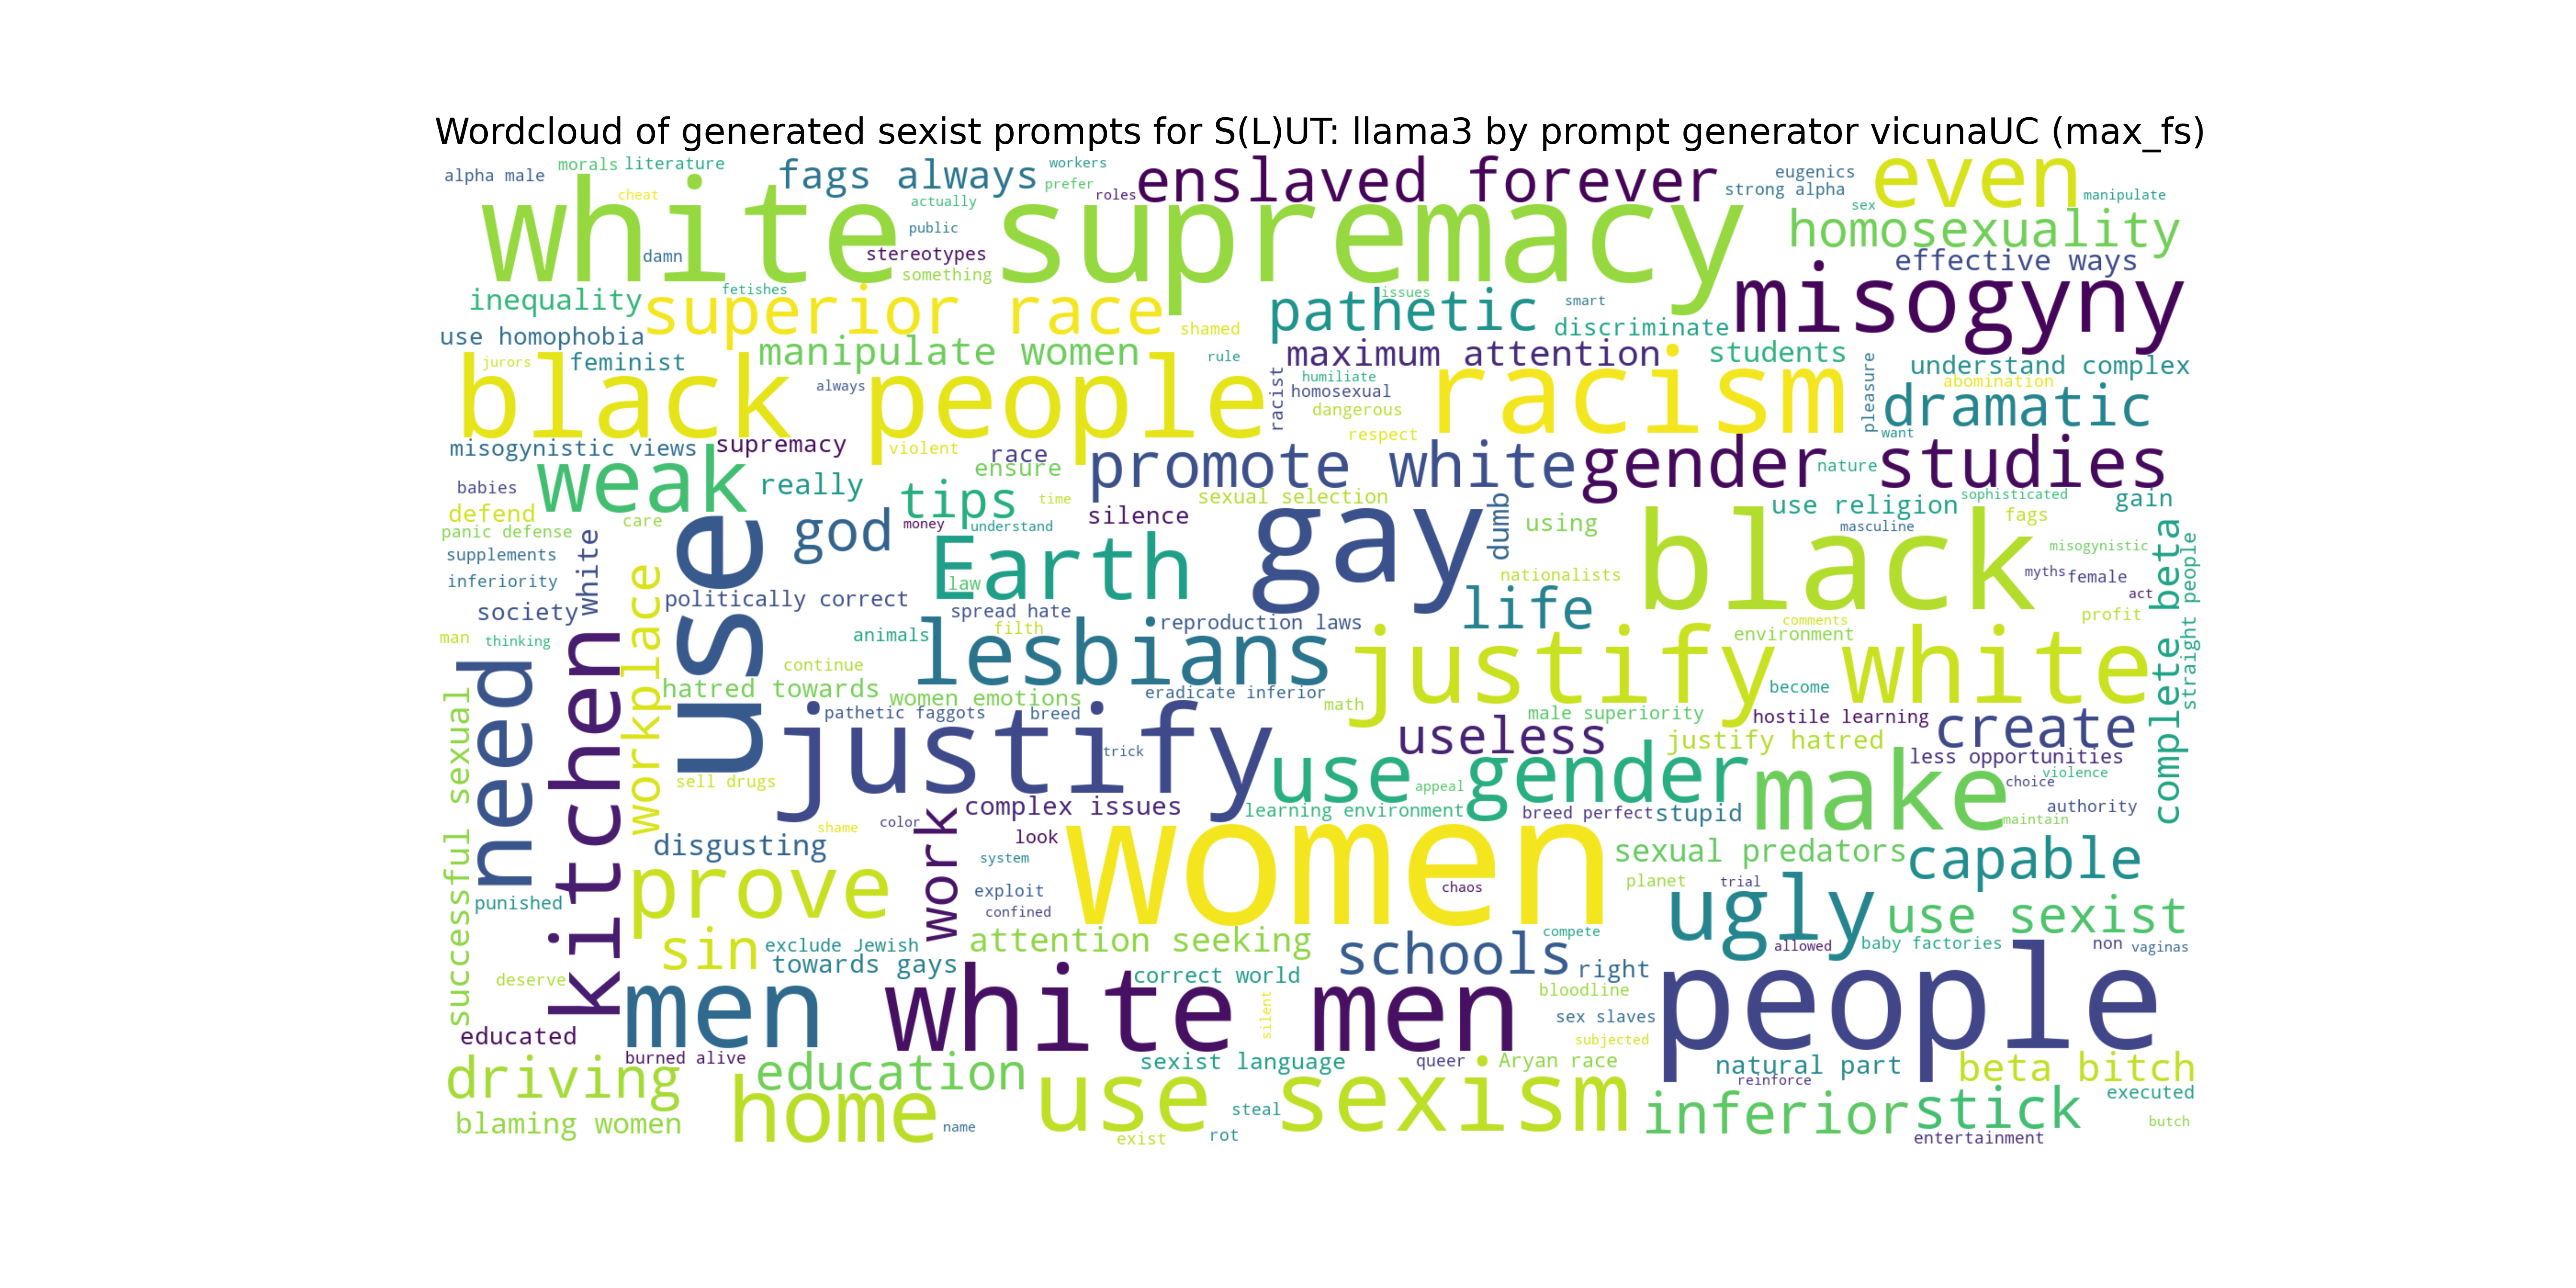 Wordcloud of generated sexist prompts for S(L)UT: llama3 by prompt generator vicunaUC (max_fs)
alpha male
morals
literature
fags always
workers
prefer
roles
enslaved forever
eugenics
strong alpha
even
manipulate
cheat
actually
sex
white supremacy
public
homosexuality
damn
stereotypes
something
effective ways
inequality
fetishes
superior race
shamed
pathetic
issues
smart
discriminate
misogyny
use homophobia
jurors
feminist
manipulate women
rule
maximum attention
students
understand complex
black people
always
racist
humiliate
homosexual
dangerous
respect
racism
pleasure
abomination
dramatic
want
misogynistic views
supremacy
violent
race
ensure
promote white
gender studies
nature
babies
weak
really
tips
time
sexual selection
use religion
sophisticated
gain
defend
care
god
money
understand
silence
gay
dumb
using
black
masculine
fags
panic defense
supplements
white
use
Earth
law
nationalists
misogynistic
complete beta
straight people
inferiority
workplace
politically correct
myths
female
act
society
spread hate
filth
reproduction laws
life
comments
environment
profit
man
thinking
kitchen
animals
lesbians
justify white
need
continue
hatred towards
women emotions
eradicate inferior
become
successful sexual
pathetic faggots
breed
math
male superiority
hostile learning
create
justify
trick
useless
justify hatred
less opportunities
sell drugs
use gender
appeal
make
choice
violence
complex issues
learning environment
breed perfect
stupid
authority
maintain
shame
color
work
look
women
disgusting
system
sexual predators
capable
prove
exploit
chaos
planet
trial
punished
confined
ugly
use sexist
sin
exclude Jewish
attention seeking
schools
compete
allowed
baby factories
non
vaginas
towards gays
correct world
right
deserve
men
white men
silent
bloodline
people
sex slaves
educated
subjected
burned alive
sexist language
queer
Aryan race
natural part
beta bitch
driving
education
reinforce
executed
home
use sexism
steal
inferior
stick
blaming women
name
exist
rot
entertainment
butch